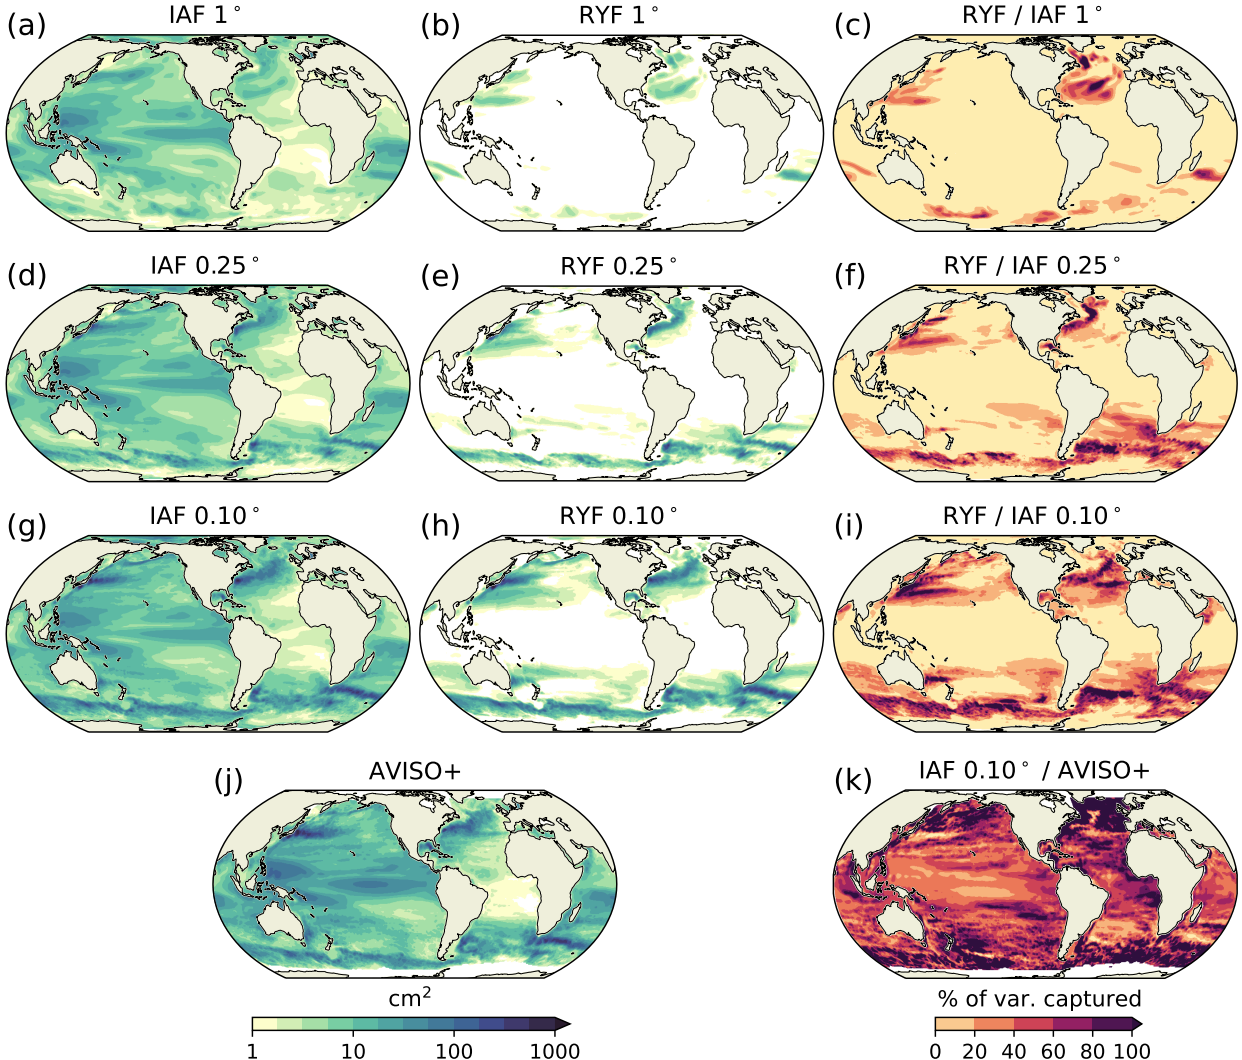 (a) IAF 1° (b) RYF 1° (c) RYF / IAF 1°
(d) IAF 0.25° (e) RYF 0.25° (f) RYF / IAF 0.25°
(g) IAF 0.10° (h) RYF 0.10° (i) RYF / IAF 0.10°
(j) AVISO+ (k) IAF 0.10° / AVISO+
cm² % of var. captured
1 10 100 1000 0 20 40 60 80 100